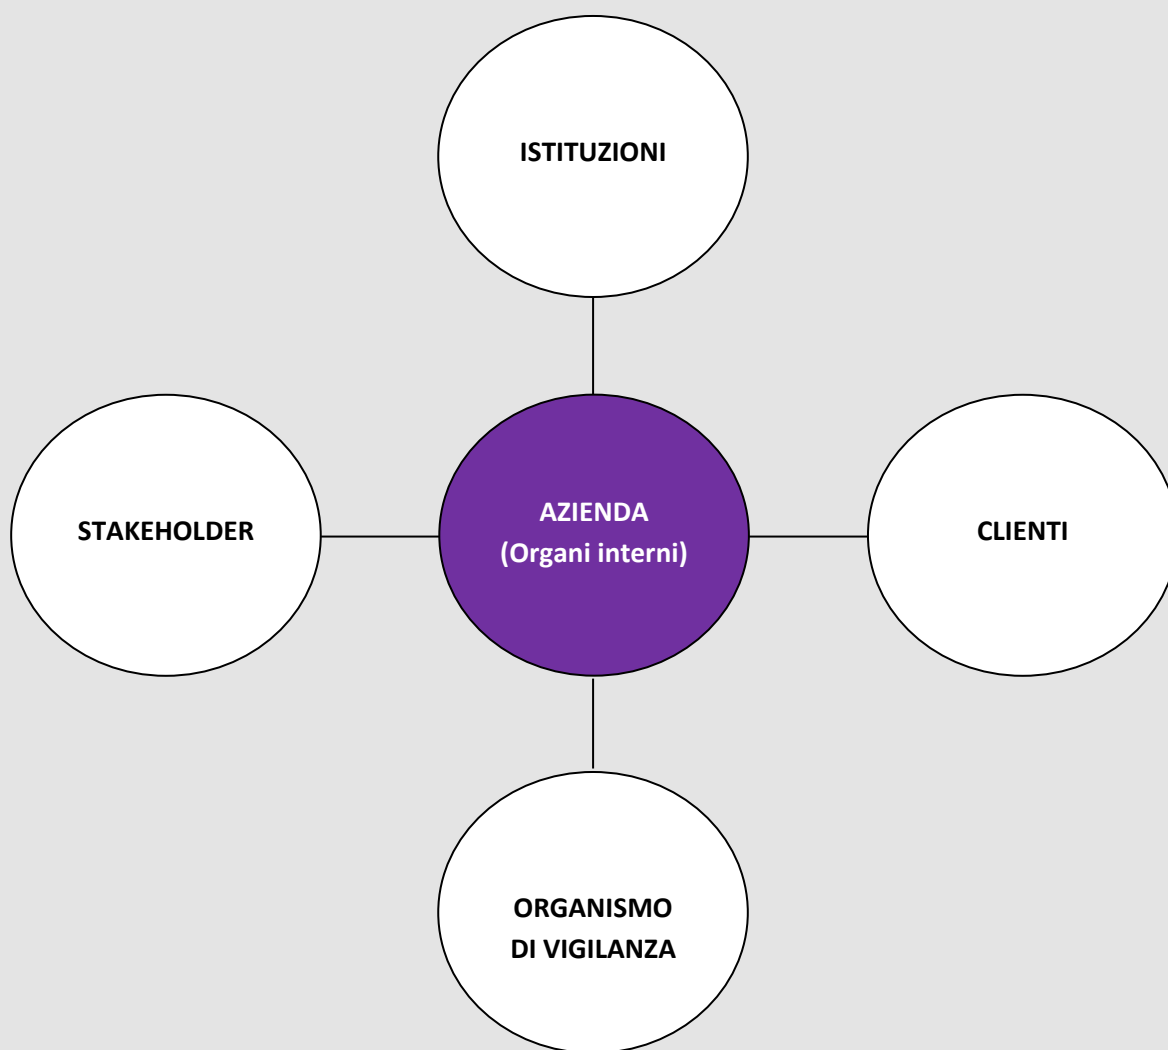 ISTITUZIONI
STAKEHOLDER
AZIENDA
(Organi interni)
CLIENTI
ORGANISMO
DI VIGILANZA